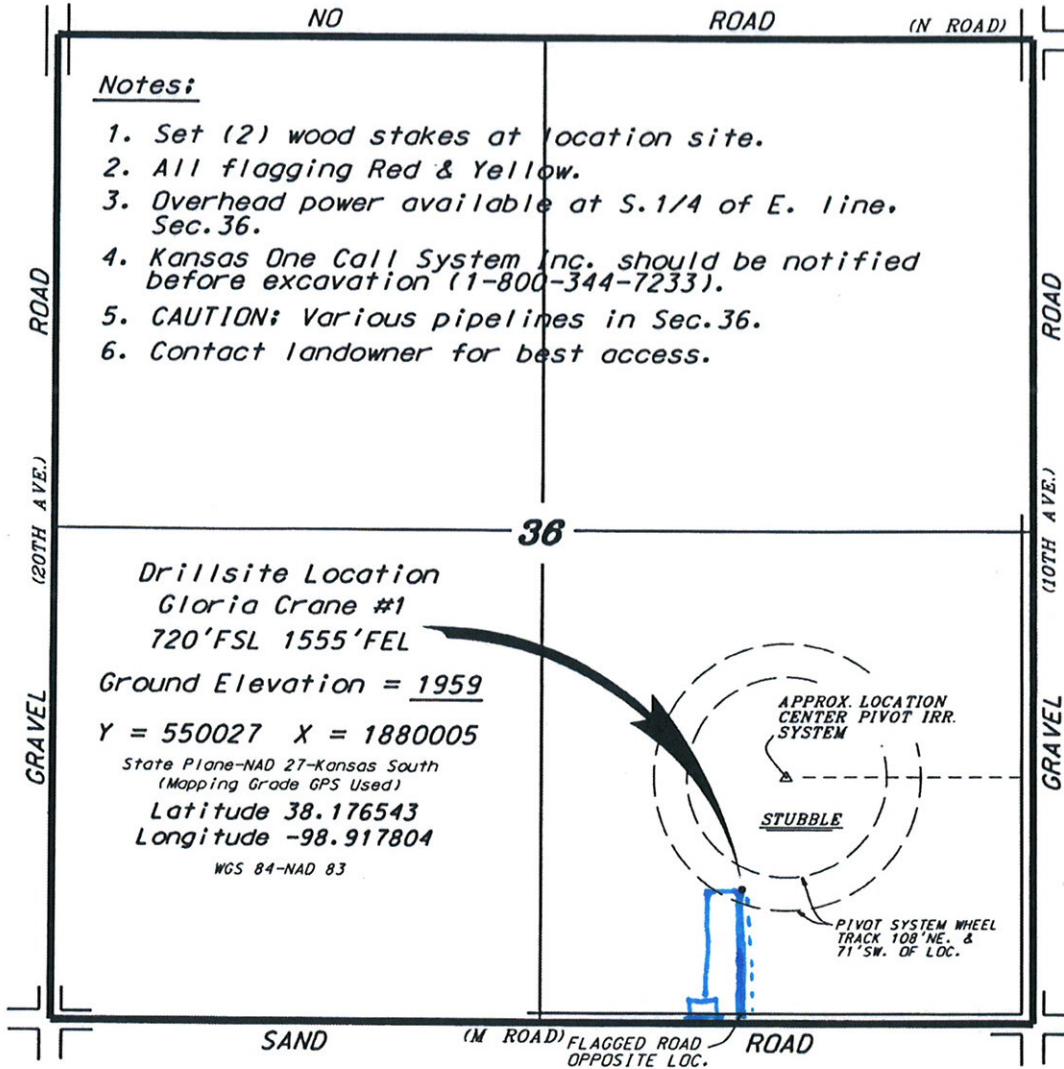 NO ROAD (N ROAD)
Notes:
1. Set (2) wood stakes at location site.
2. All flagging Red & Yellow.
3. Overhead power available at S.1/4 of E. line,
Sec.36.
4. Kansas One Call System Inc. should be notified
before excavation (1-800-344-7233).
5. CAUTION: Various pipelines in Sec.36.
6. Contact landowner for best access.
ROAD
(20TH AVE.)
GRAVEL
ROAD
(10TH AVE.)
GRAVEL
36
Drillsite Location
Gloria Crane #1
720'FSL 1555'FEL
Ground Elevation = 1959
Y = 550027 X = 1880005
State Plane-NAD 27-Kansas South
(Mapping Grade GPS Used)
Latitude 38.176543
Longitude -98.917804
WGS 84-NAD 83
APPROX. LOCATION
CENTER PIVOT IRR.
SYSTEM
STUBBLE
PIVOT SYSTEM WHEEL
TRACK 108'NE. &
71'SW. OF LOC.
SAND (M ROAD) ROAD
FLAGGED ROAD
OPPOSITE LOC.